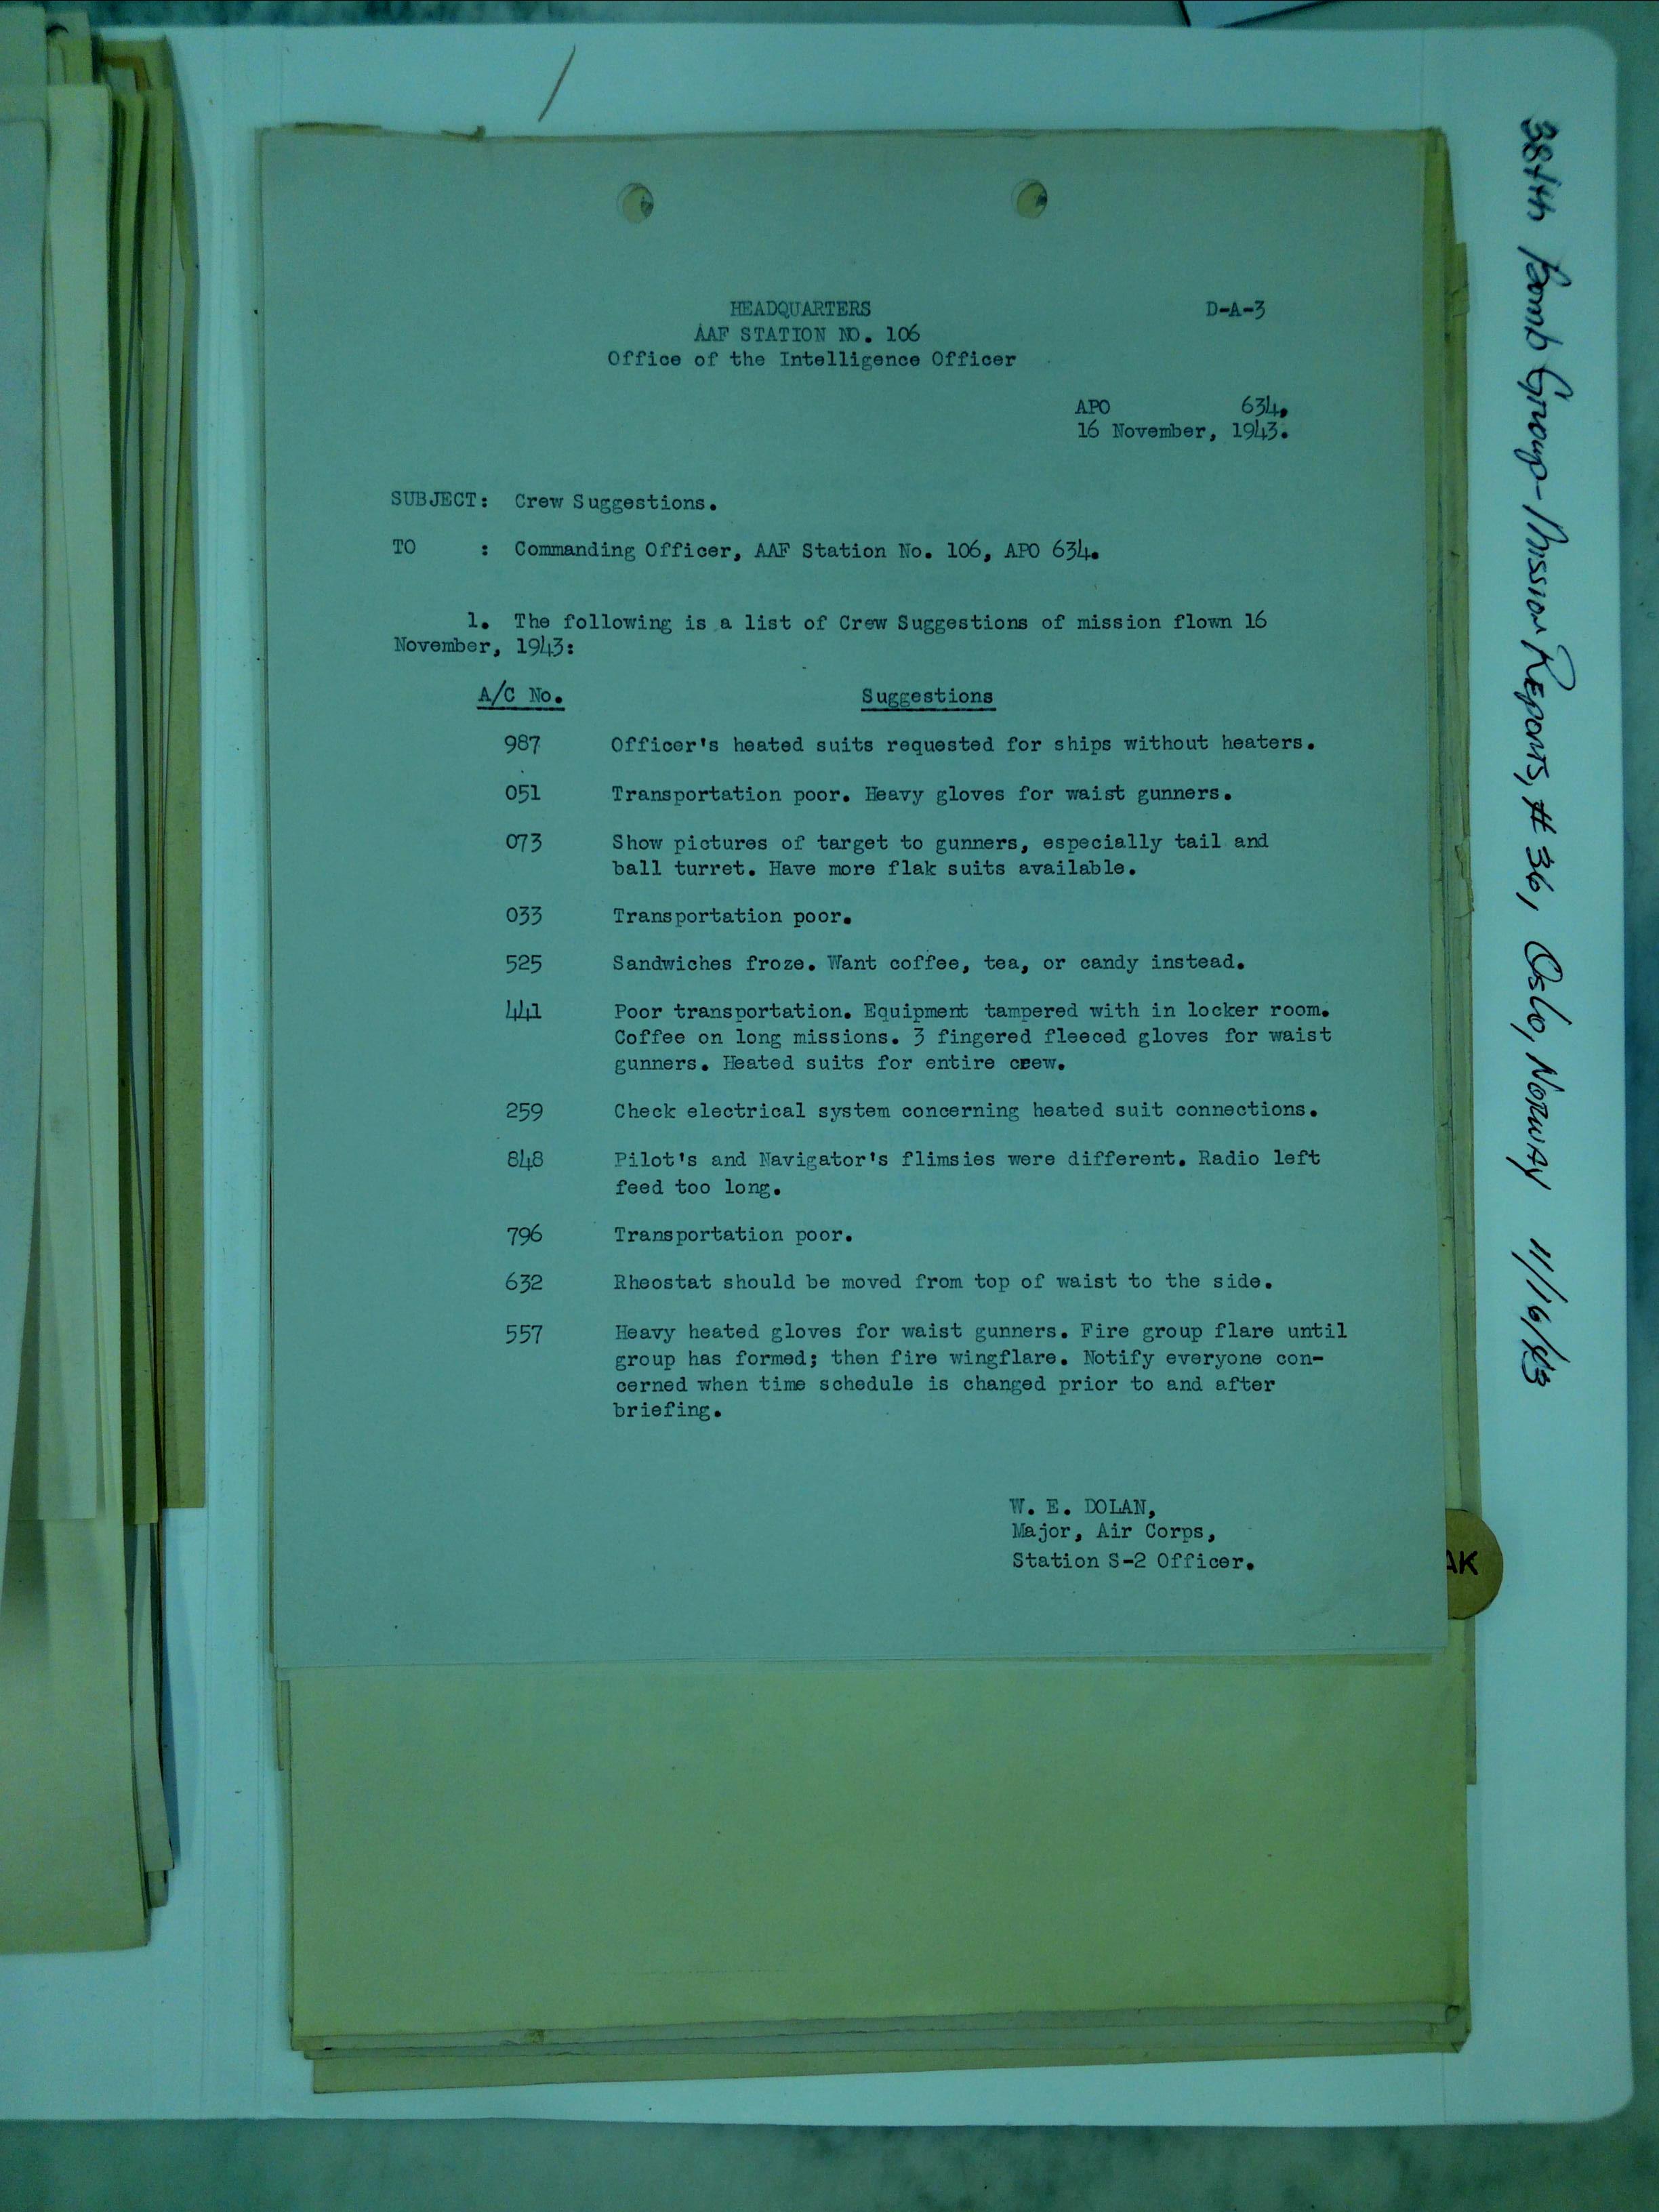 HEADQUARTERS
D-A-3
AAF STATION NO. 106
Office of the Intelligence Officer
APO 634,
16 November, 1943.
SUBJECT: Crew Suggestions.
TO : Commanding Officer, AAF Station No. 106, APO 634.
1. The following is a list of Crew Suggestions of mission flown 16
November, 1943:
A/C No. Suggestions
987 Officer's heated suits requested for ships without heaters.
051 Transportation poor. Heavy gloves for waist gunners.
073 Show pictures of target to gunners, especially tail and
ball turret. Have more flak suits available.
033 Transportation poor.
525 Sandwiches froze. Want coffee, tea, or candy instead.
441 Poor transportation. Equipment tampered with in locker room.
Coffee on long missions. 3 fingered fleeced gloves for waist
gunners. Heated suits for entire crew.
259 Check electrical system concerning heated suit connections.
848 Pilot's and Navigator's flimsies were different. Radio left
feed too long.
796 Transportation poor.
632 Rheostat should be moved from top of waist to the side.
557 Heavy heated gloves for waist gunners. Fire group flare until
group has formed; then fire wingflare. Notify everyone con-
cerned when time schedule is changed prior to and after
briefing.
W. E. DOLAN,
Major, Air Corps,
Station S-2 Officer.
AK
384th Bomb Group - Mission Reports, #36, Oslo, Norway 11/16/43